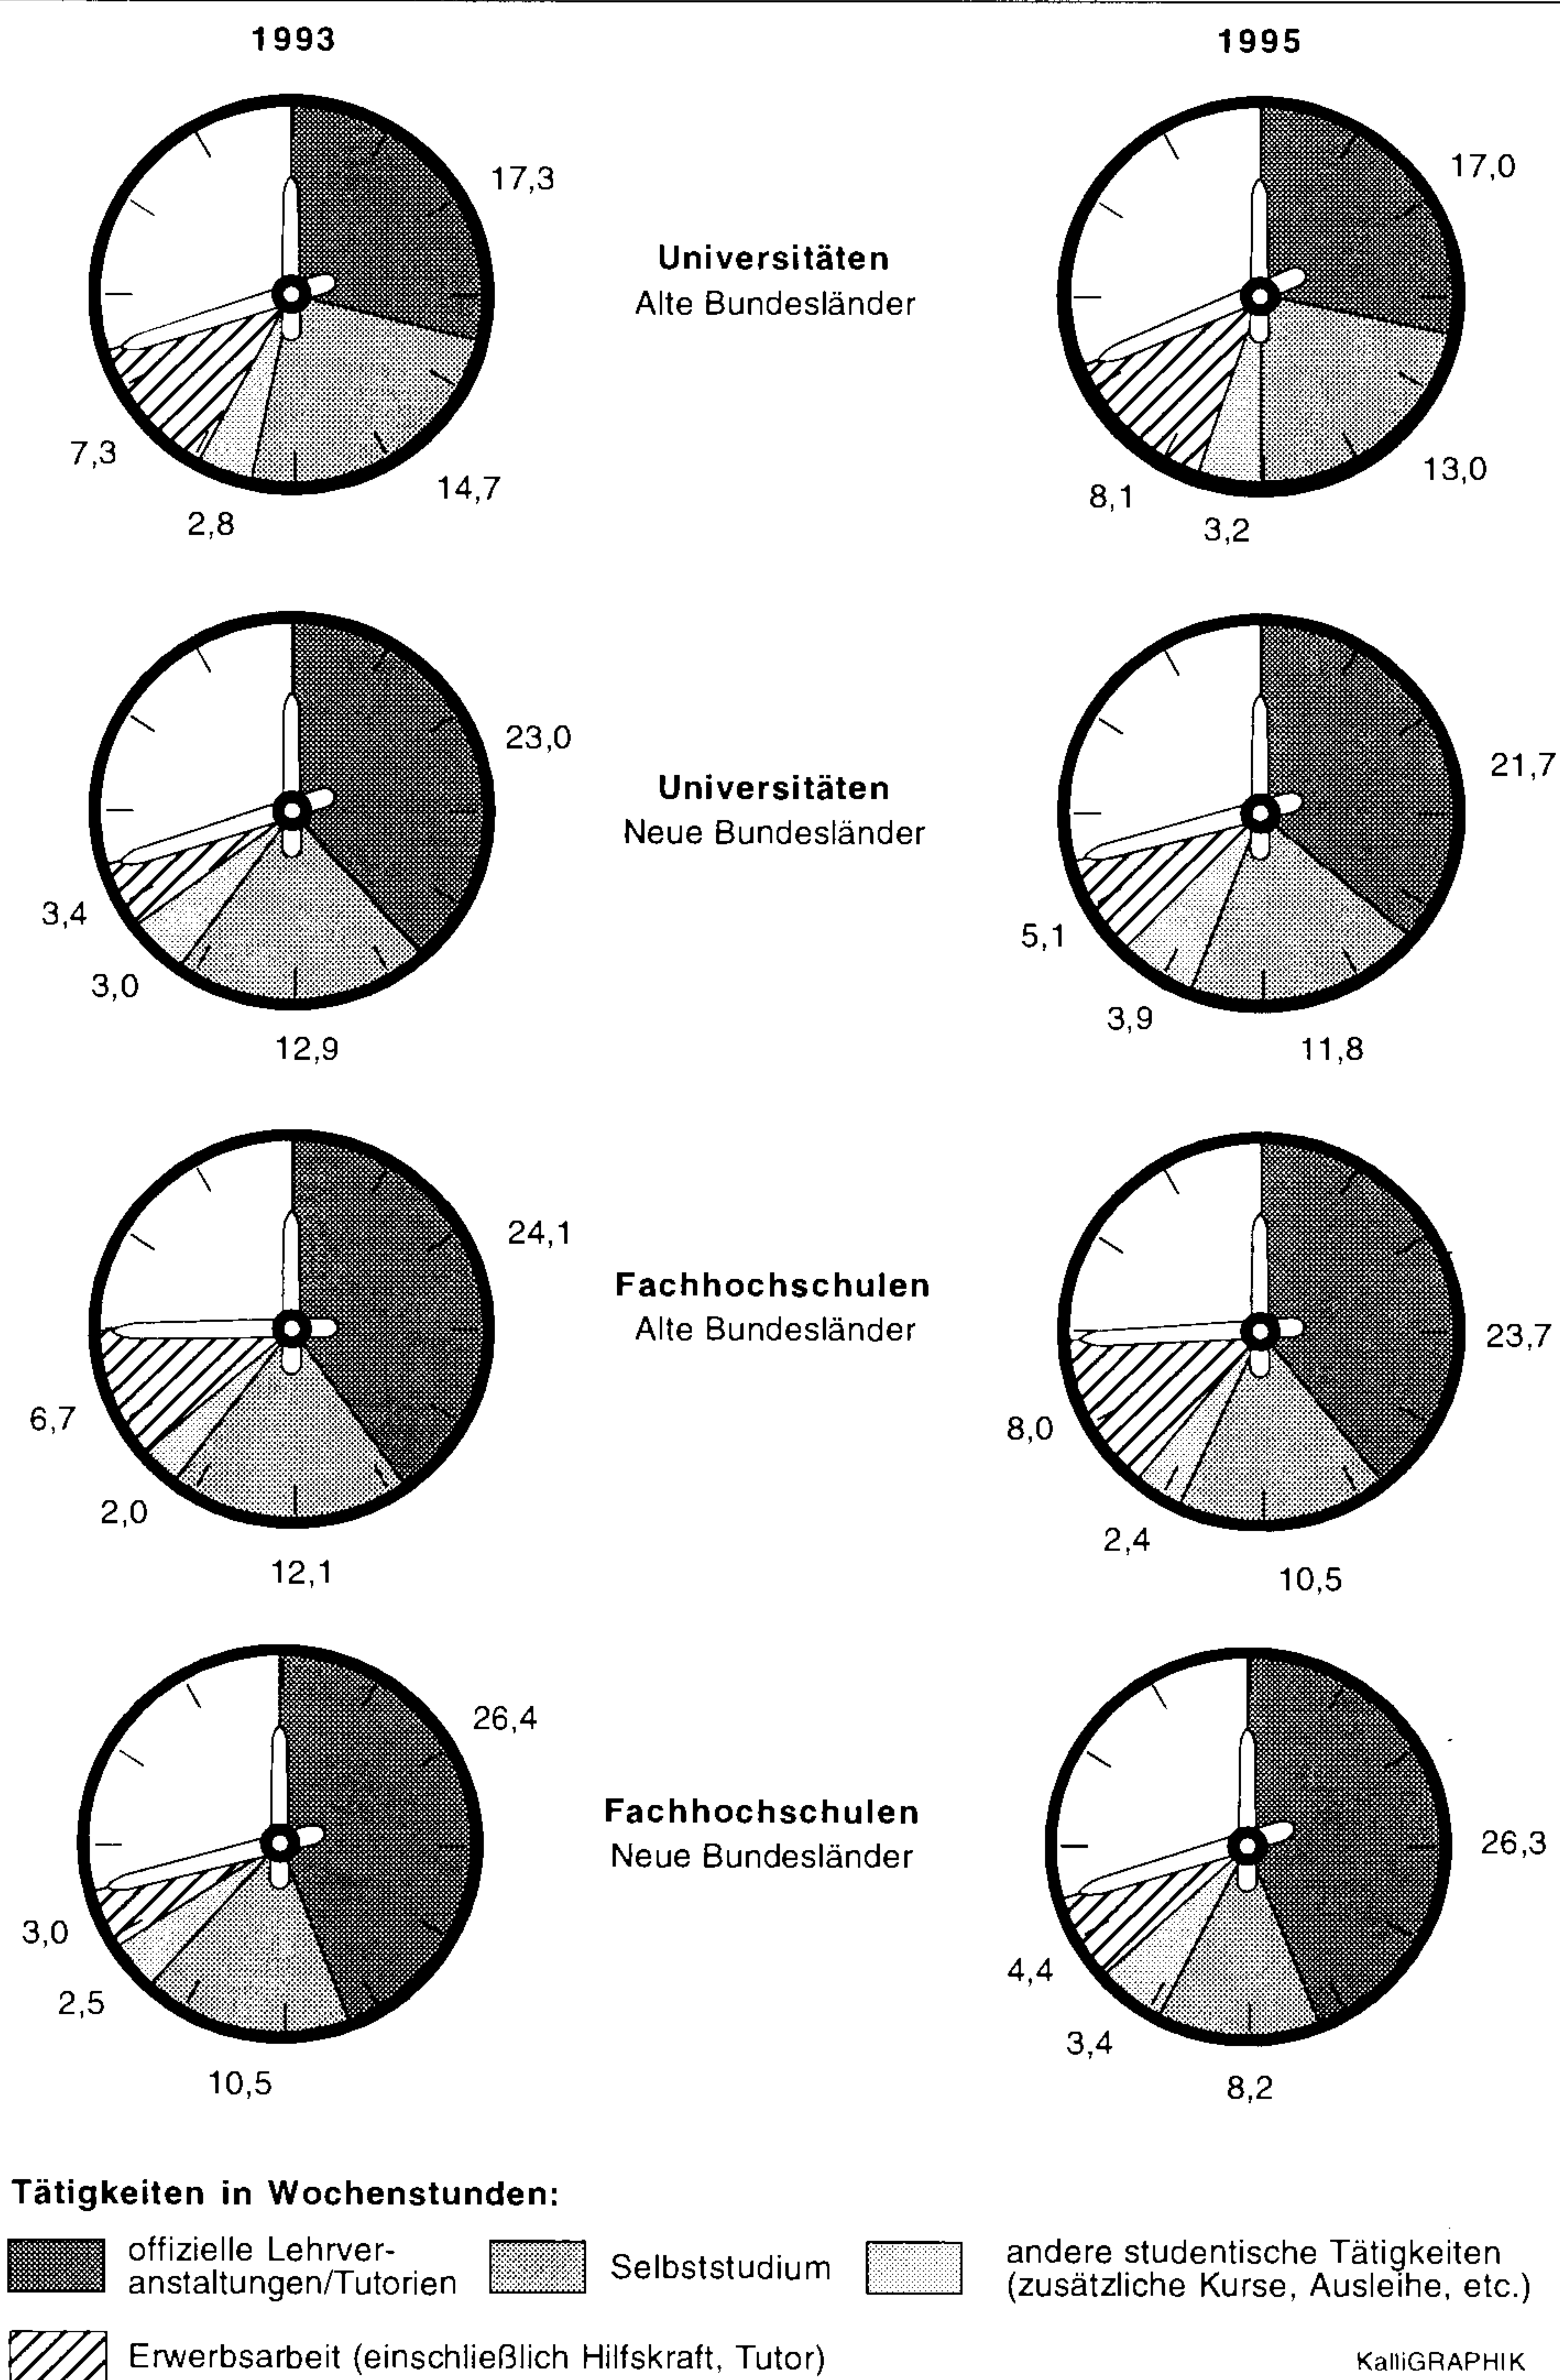 1993
1995
17,3
17,0
Universitäten
Alte Bundesländer
7,3
14,7
2,8
8,1
13,0
3,2
23,0
21,7
Universitäten
Neue Bundesländer
3,4
3,0
12,9
5,1
3,9
11,8
24,1
23,7
Fachhochschulen
Alte Bundesländer
6,7
2,0
12,1
8,0
2,4
10,5
26,4
26,3
Fachhochschulen
Neue Bundesländer
3,0
2,5
10,5
4,4
3,4
8,2
Tätigkeiten in Wochenstunden:
offizielle Lehrver-
anstaltungen/Tutorien
Selbststudium
andere studentische Tätigkeiten
(zusätzliche Kurse, Ausleihe, etc.)
Erwerbsarbeit (einschließlich Hilfskraft, Tutor)
KalliGRAPHIK